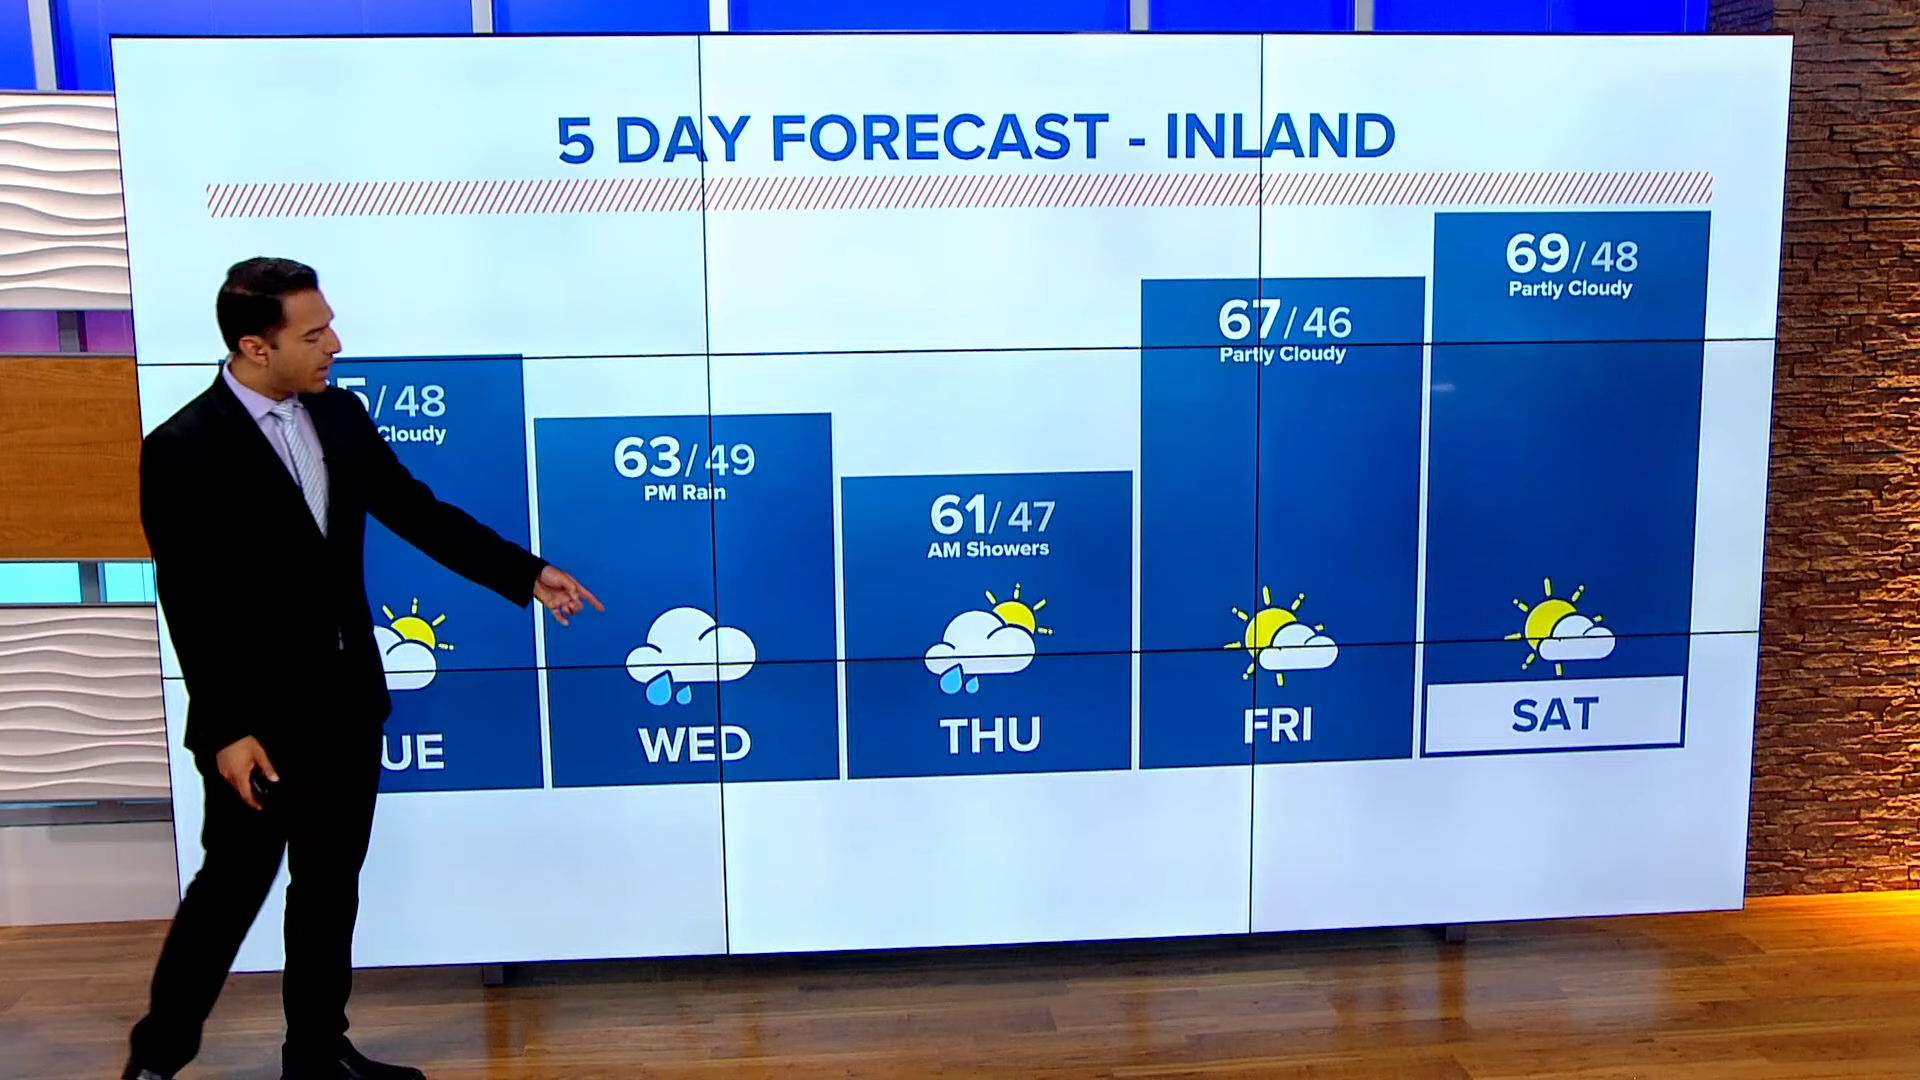 5 DAY FORECAST - INLAND
/48
Cloudy
63/49
PM Rain
61/47
AM Showers
67/46
Partly Cloudy
69/48
Partly Cloudy
UE
WED
THU
FRI
SAT